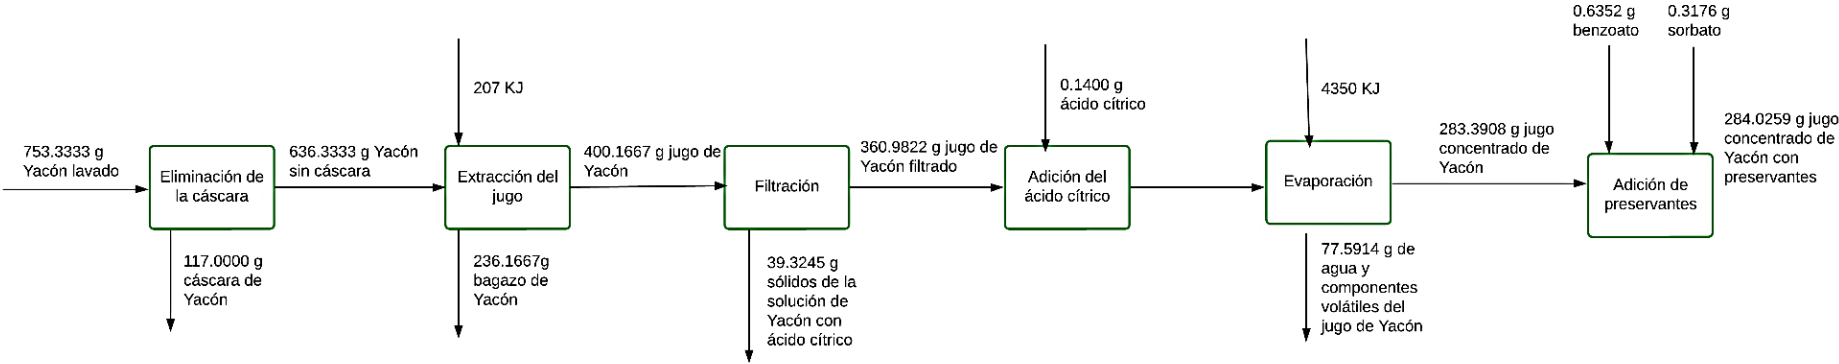 753.3333 g
Yacón lavado
Eliminación de
la cáscara
117.0000 g
cáscara de
Yacón
636.3333 g Yacón
sin cáscara
207 KJ
Extracción del
jugo
236.1667g
bagazo de
Yacón
400.1667 g jugo de
Yacón
Filtración
39.3245 g
sólidos de la
solución de
Yacón con
ácido cítrico
360.9822 g jugo de
Yacón filtrado
0.1400 g
ácido cítrico
Adición del
ácido cítrico
4350 KJ
Evaporación
77.5914 g de
agua y
componentes
volátiles del
jugo de Yacón
283.3908 g jugo
concentrado de
Yacón
0.6352 g
benzoato
0.3176 g
sorbato
Adición de
preservantes
284.0259 g jugo
concentrado de
Yacón con
preservantes